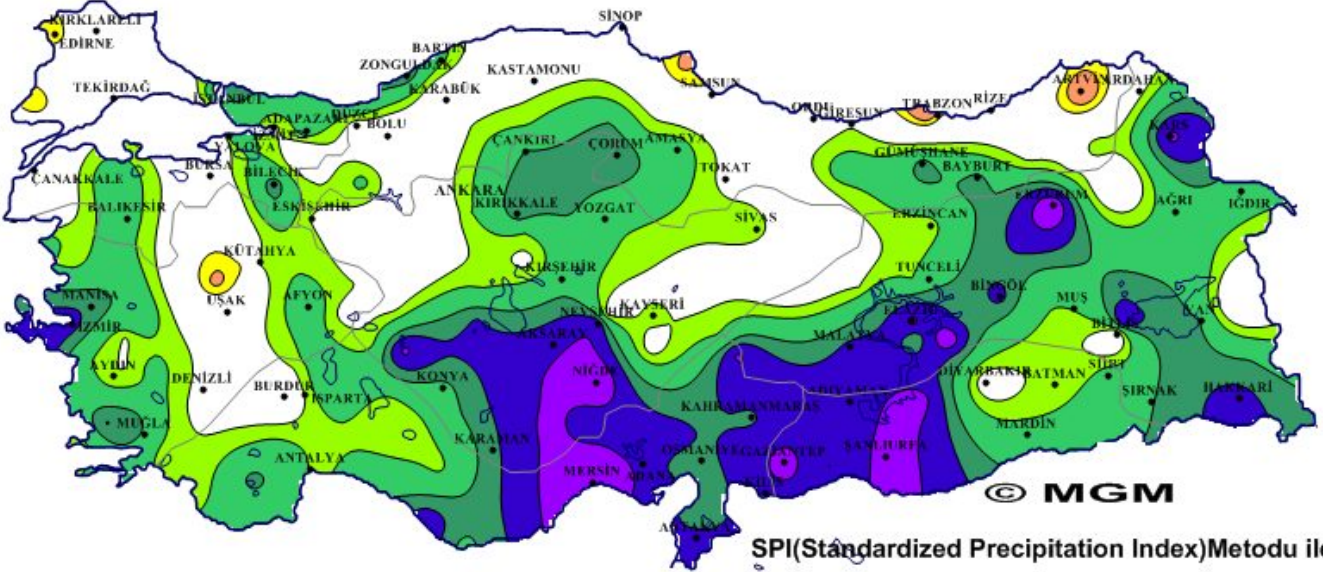 SİNOP
KIRKLARELİ
EDİRNE
BARTIN
ZONGULDAK
KASTAMONU
SAMSUN
ARTVİN
ARDAHAN
TEKİRDAĞ
İSTANBUL
KARABÜK
ORDU
GİRESUN
TRABZON
RİZE
ADAPAZARI
DÜZCE
BOLU
KARS
YALOVA
BURSA
ÇANKIRI
ÇORUM
AMASYA
TOKAT
GÜMÜŞHANE
BAYBURT
ÇANAKKALE
BİLECİK
ANKARA
KIRIKKALE
ERZURUM
AĞRI
IĞDIR
BALIKESİR
ESKİŞEHİR
YOZGAT
SİVAS
ERZİNCAN
KÜTAHYA
KIRŞEHİR
TUNCELİ
MANİSA
UŞAK
AFYON
NEVŞEHİR
KAYSERİ
BİNGÖL
MUŞ
İZMİR
AKSARAY
MALATYA
ELAZIĞ
BİTLİS
VAN
AYDIN
DENİZLİ
BURDUR
ISPARTA
KONYA
NİĞDE
ADIYAMAN
DİYARBAKIR
BATMAN
SİİRT
ŞIRNAK
HAKKARİ
MUĞLA
KARAMAN
KAHRAMANMARAŞ
MARDİN
ANTALYA
MERSİN
ADANA
OSMANİYE
GAZİANTEP
ŞANLIURFA
KİLİS
© MGM
SPI(Standardized Precipitation Index)Metodu ile